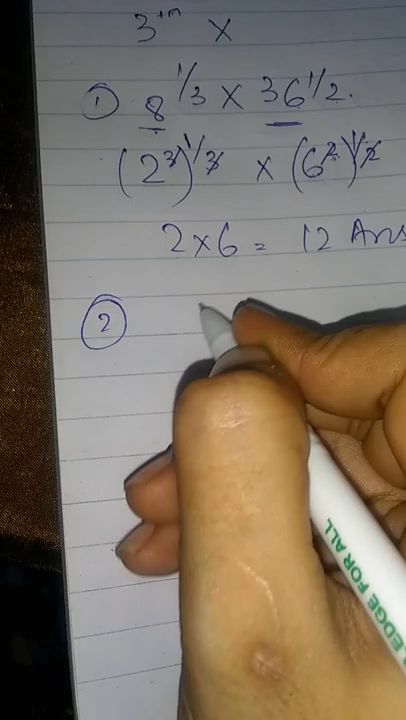 3^th ×
① 8^1/3 × 36^1/2.
(2^3)^1/3 × (6^2)^1/2
2×6 = 12 Ans
②
EDGE FOR ALL